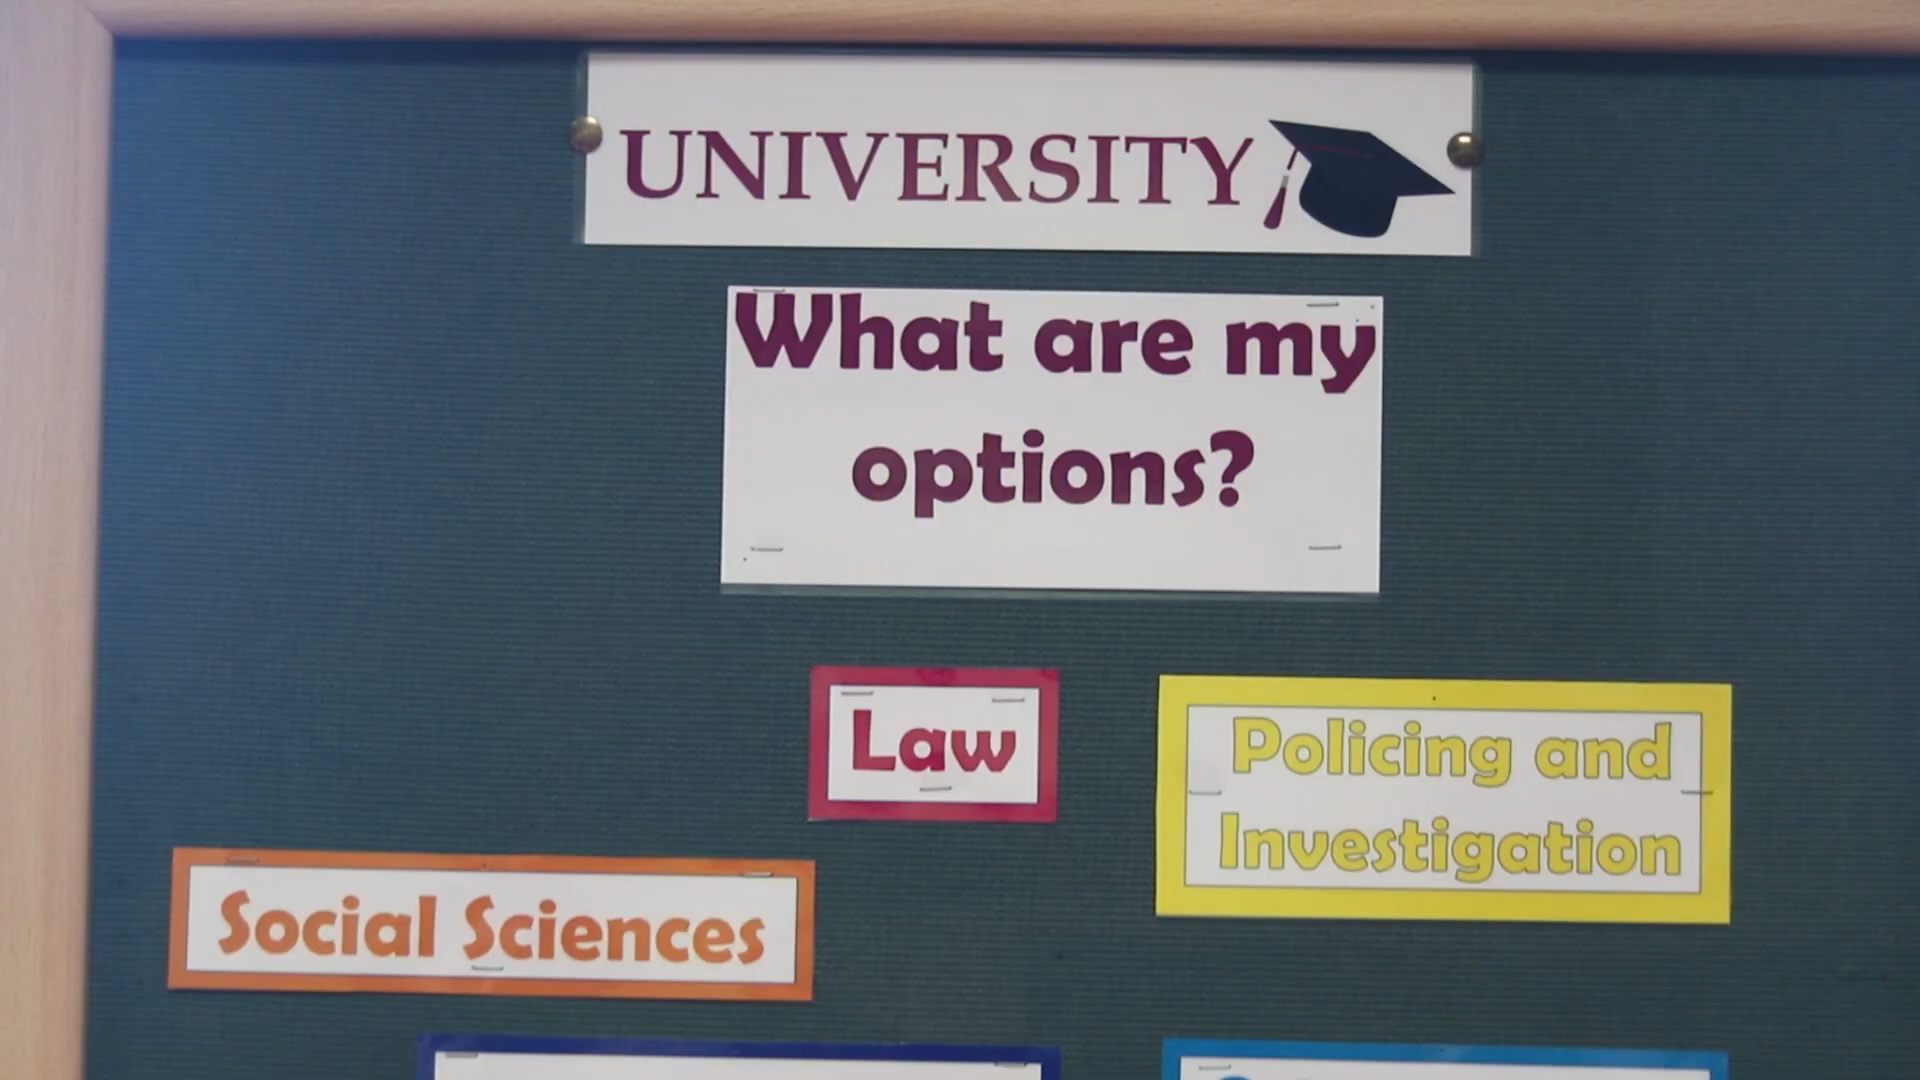 UNIVERSITY
What are my
options?
Law
Policing and
Investigation
Social Sciences